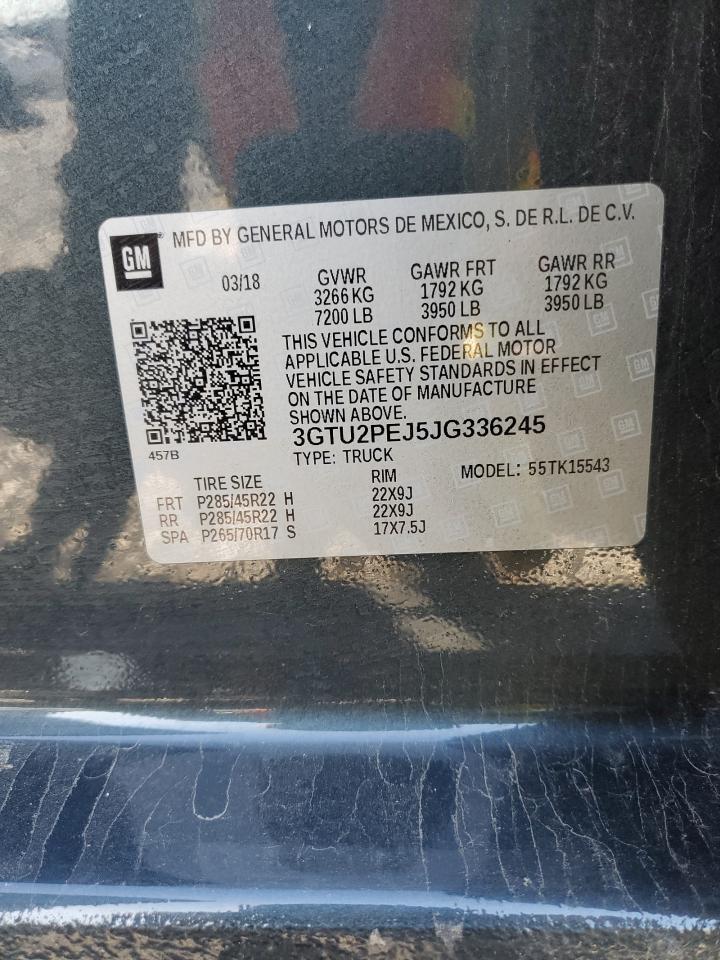 GM
MFD BY GENERAL MOTORS DE MEXICO, S. DE R.L. DE C.V.
03/18
GVWR GAWR FRT GAWR RR
3266 KG 1792 KG 1792 KG
7200 LB 3950 LB 3950 LB
THIS VEHICLE CONFORMS TO ALL
APPLICABLE U.S. FEDERAL MOTOR
VEHICLE SAFETY STANDARDS IN EFFECT
ON THE DATE OF MANUFACTURE
SHOWN ABOVE.
3GTU2PEJ5JG336245
457B
TYPE: TRUCK
MODEL: 55TK15543
TIRE SIZE RIM
FRT P285/45R22 H 22X9J
RR P285/45R22 H 22X9J
SPA P265/70R17 S 17X7.5J